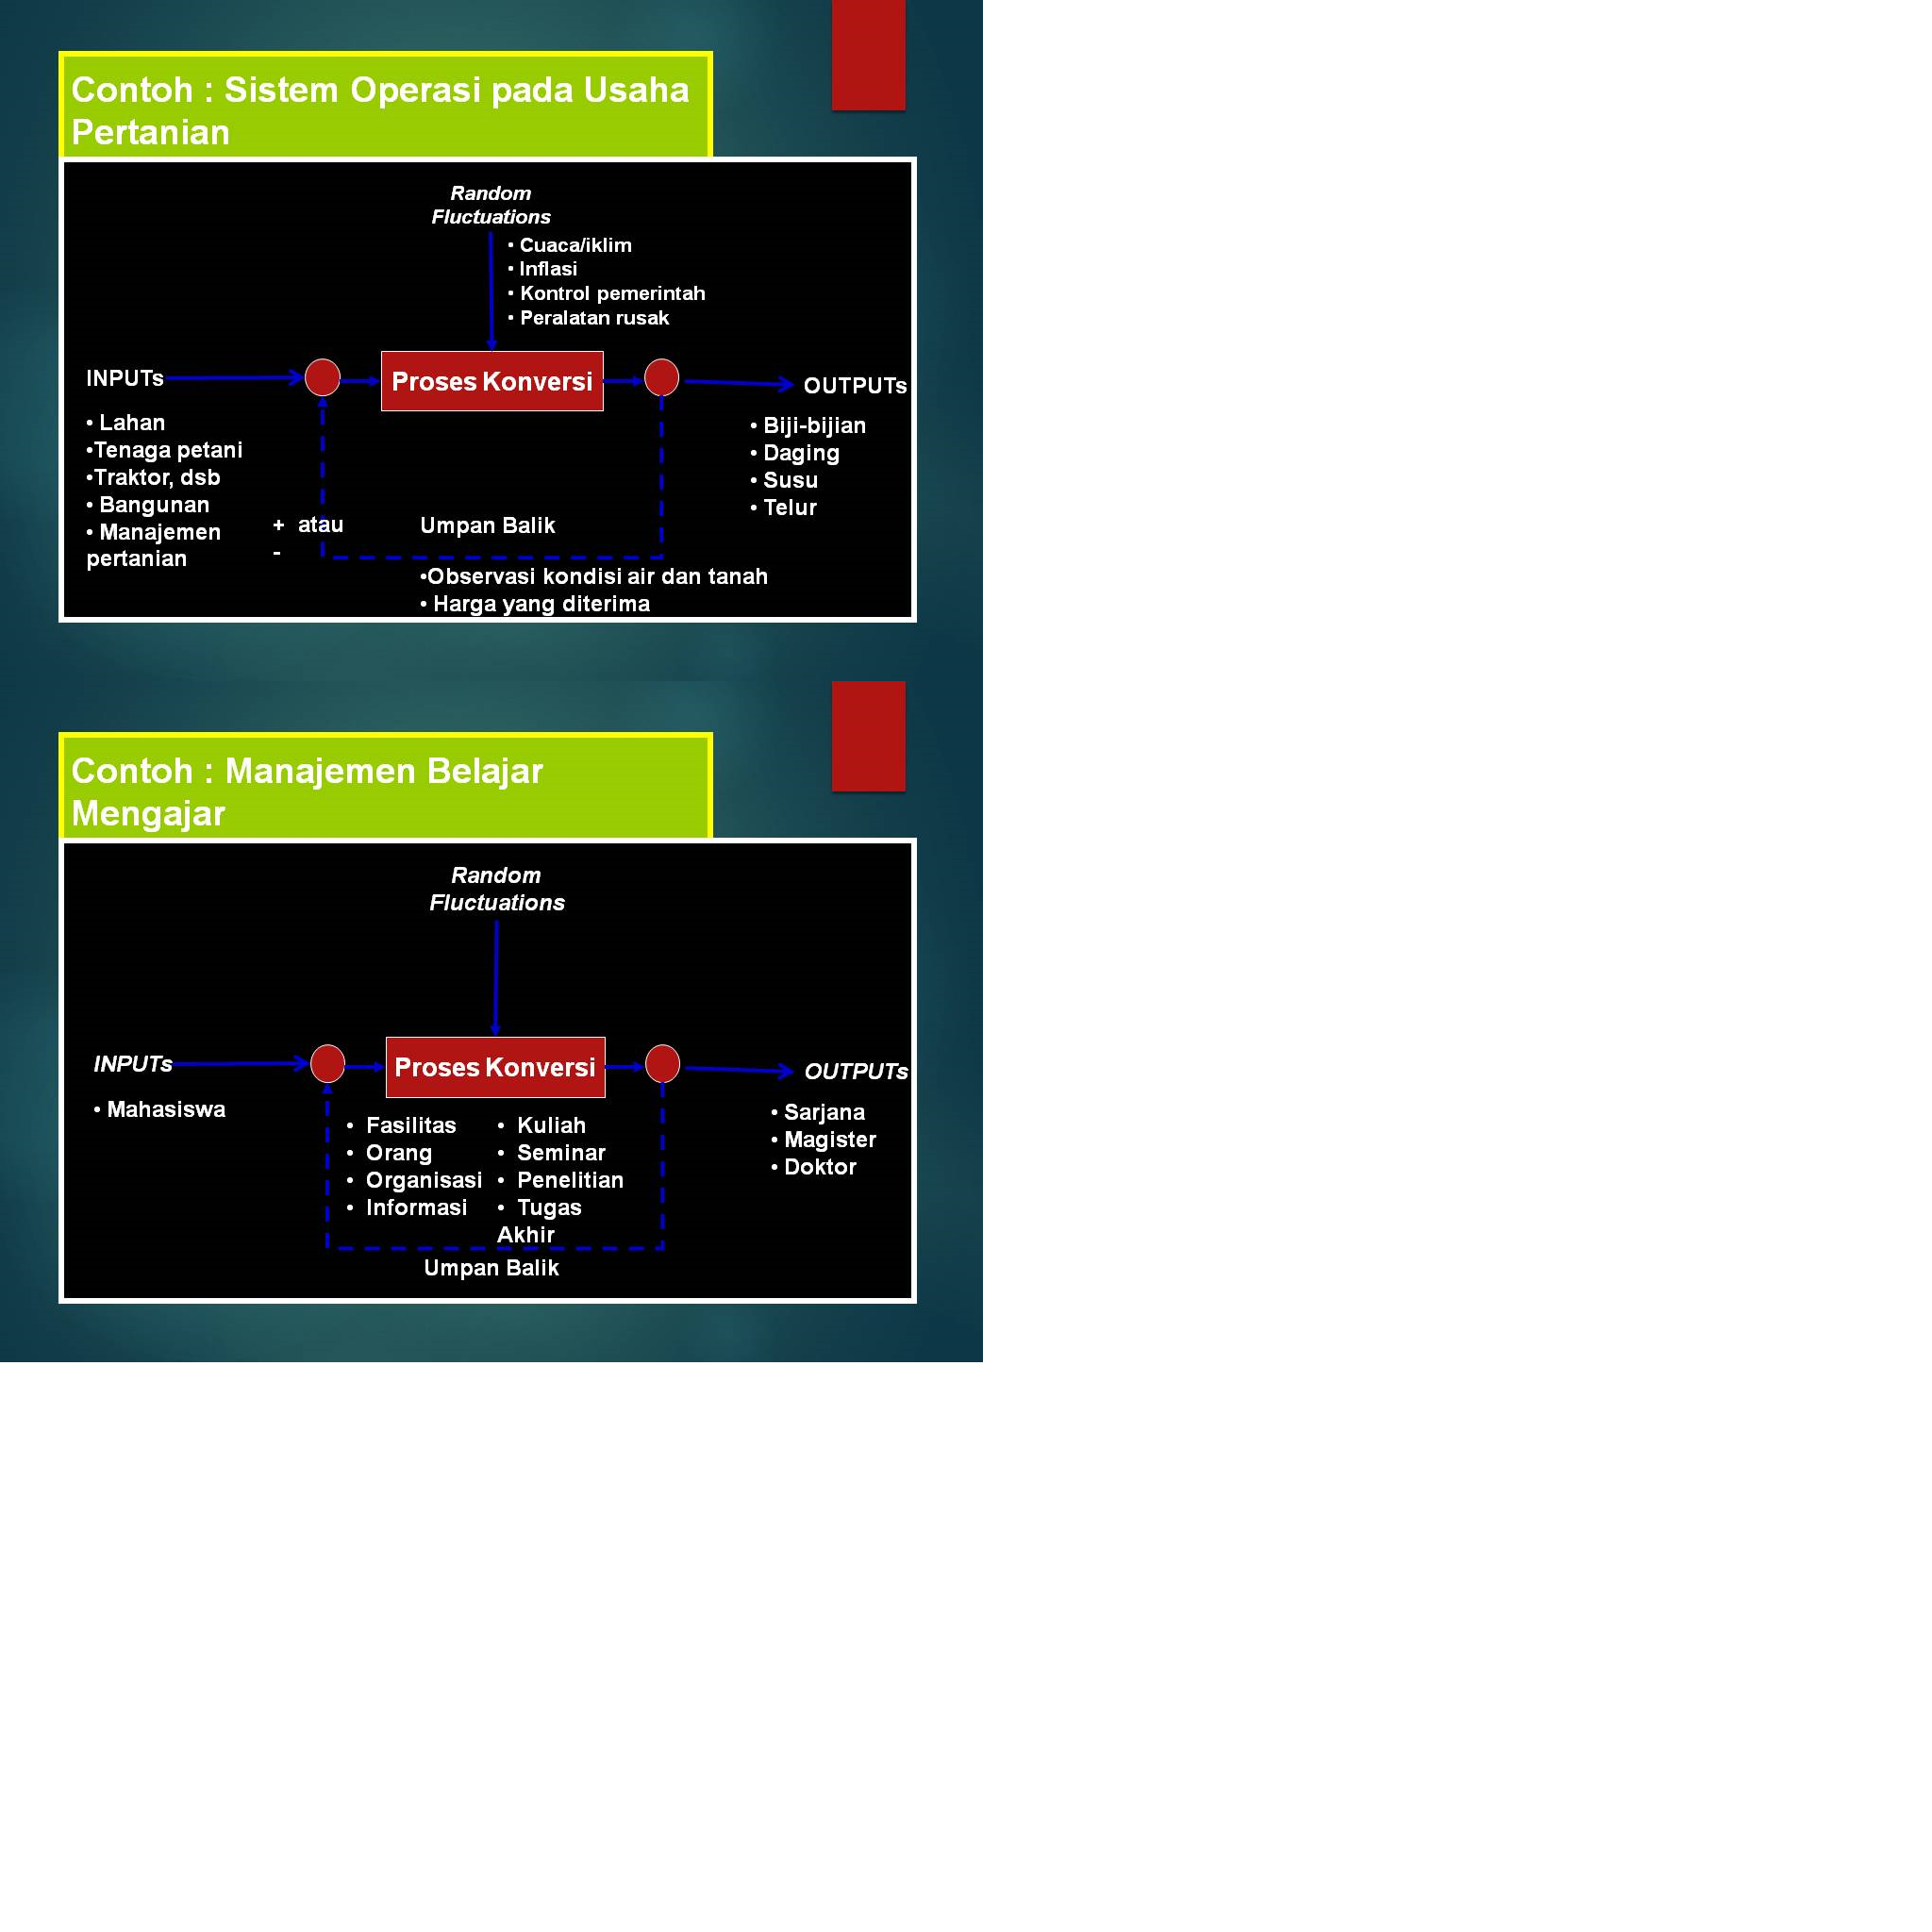 Contoh : Sistem Operasi pada Usaha
Pertanian
Random
Fluctuations
• Cuaca/iklim
• Inflasi
• Kontrol pemerintah
• Peralatan rusak
INPUTs
Proses Konversi
OUTPUTs
• Lahan
•Tenaga petani
•Traktor, dsb
• Bangunan
• Manajemen
pertanian
• Biji-bijian
• Daging
• Susu
• Telur
+ atau
-
Umpan Balik
•Observasi kondisi air dan tanah
• Harga yang diterima
Contoh : Manajemen Belajar
Mengajar
Random
Fluctuations
INPUTs
Proses Konversi
OUTPUTs
• Mahasiswa
• Fasilitas
• Orang
• Organisasi
• Informasi
• Kuliah
• Seminar
• Penelitian
• Tugas
Akhir
• Sarjana
• Magister
• Doktor
Umpan Balik